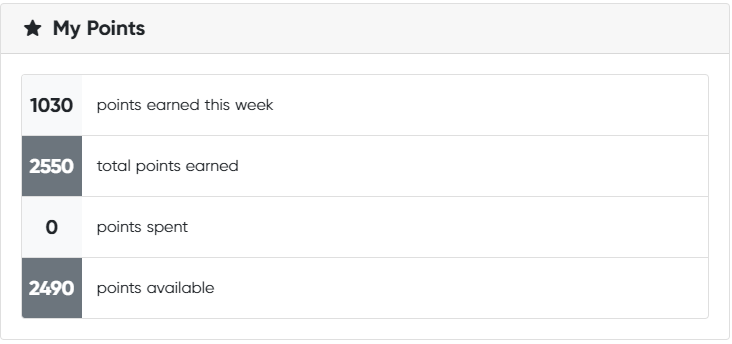 My Points
1030 points earned this week
2550 total points earned
0 points spent
2490 points available